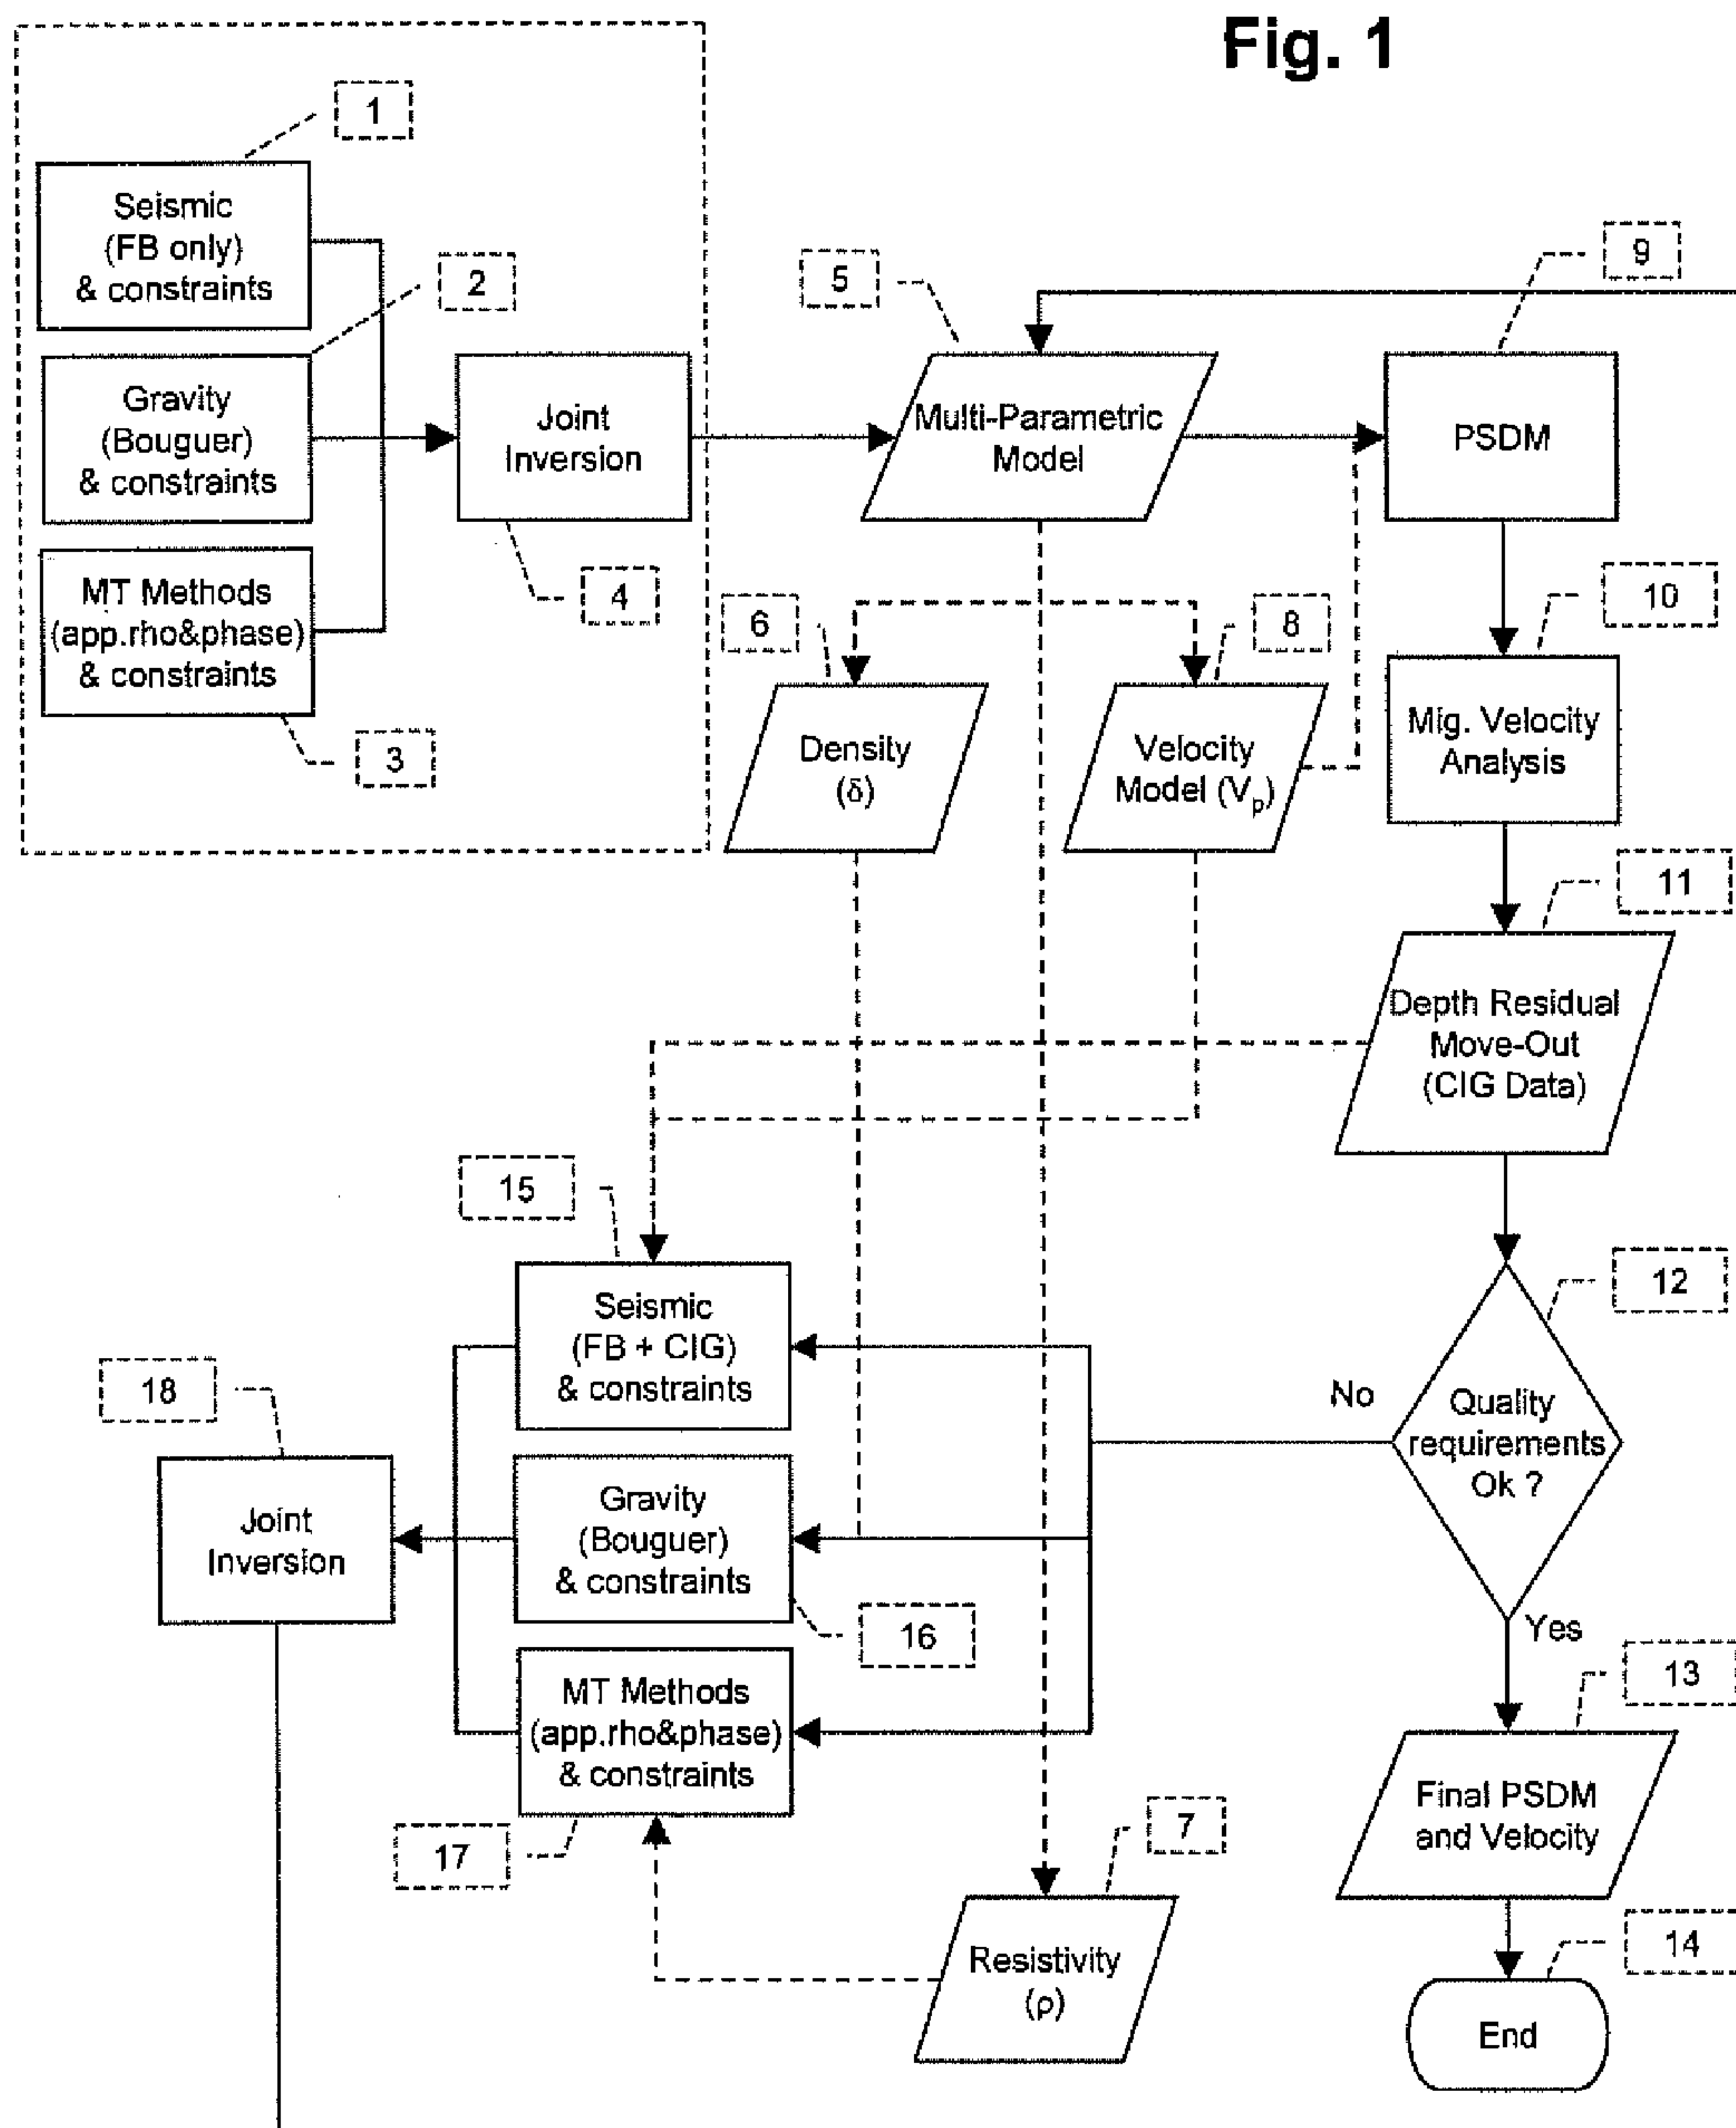 Fig. 1
1
Seismic
(FB only)
& constraints
2
Gravity
(Bouguer)
& constraints
MT Methods
(app.rho&phase)
& constraints
3
Joint
Inversion
4
5
Multi-Parametric
Model
9
PSDM
6
Density
(δ)
8
Velocity
Model (Vp)
10
Mig. Velocity
Analysis
11
Depth Residual
Move-Out
(CIG Data)
12
Quality
requirements
Ok ?
No
Yes
15
Seismic
(FB + CIG)
& constraints
18
Joint
Inversion
Gravity
(Bouguer)
& constraints
16
MT Methods
(app.rho&phase)
& constraints
17
7
Resistivity
(ρ)
13
Final PSDM
and Velocity
14
End